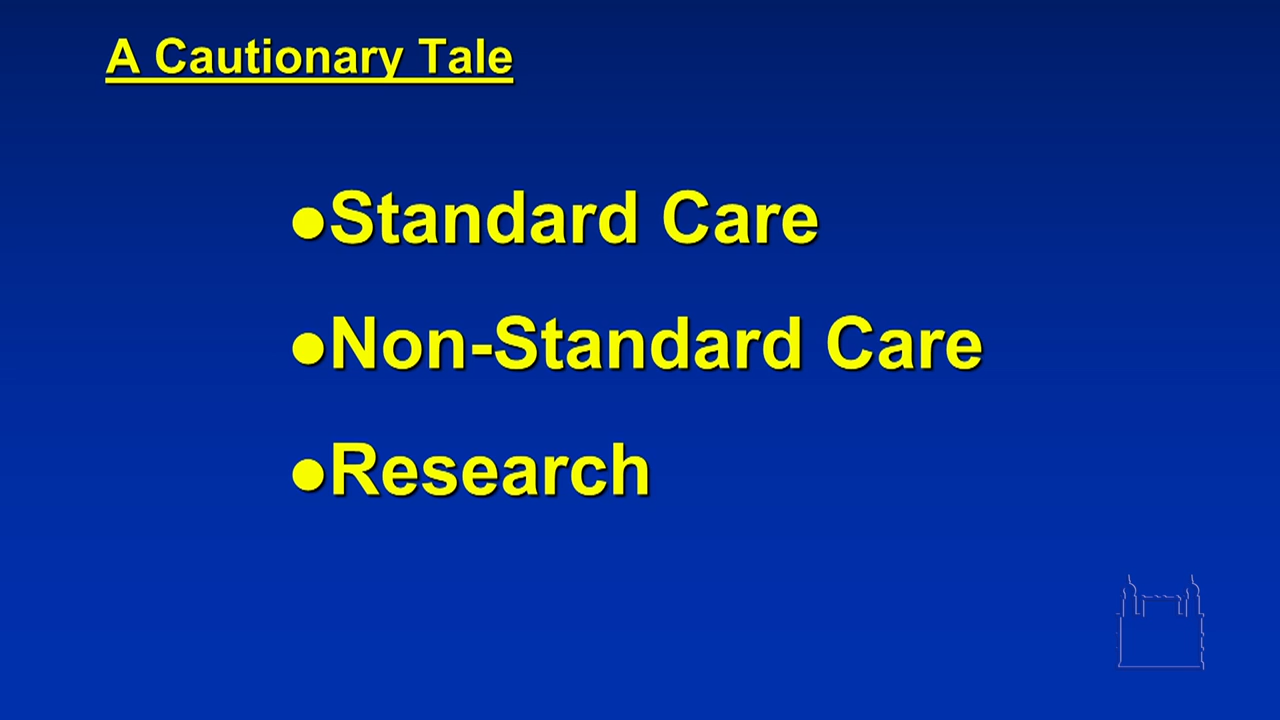 A Cautionary Tale
●Standard Care
●Non-Standard Care
●Research